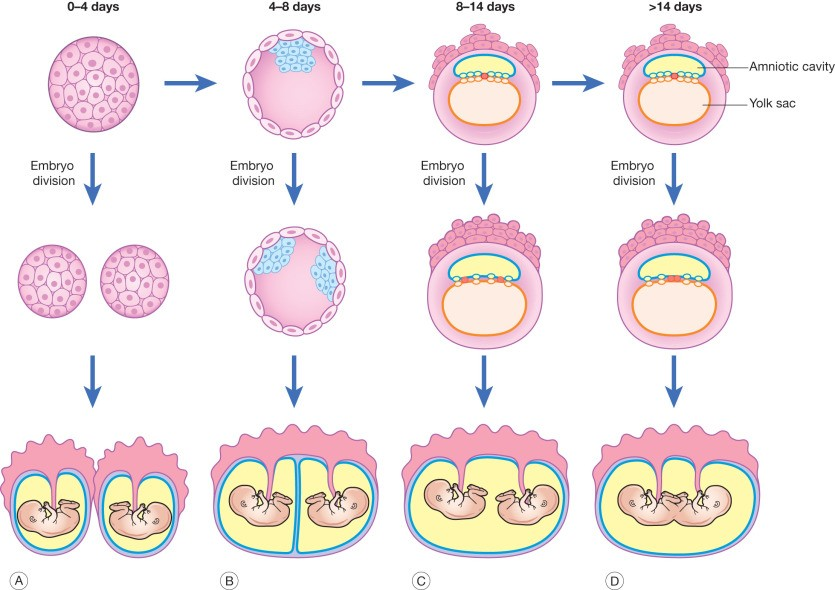 0–4 days
4–8 days
8–14 days
>14 days
Amniotic cavity
Yolk sac
Embryo
division
Embryo
division
Embryo
division
Embryo
division
A
B
C
D